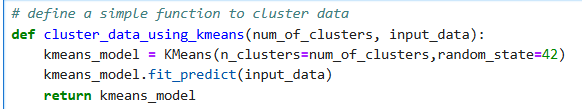 # define a simple function to cluster data
def cluster_data_using_kmeans(num_of_clusters, input_data):
    kmeans_model = KMeans(n_clusters=num_of_clusters,random_state=42)
    kmeans_model.fit_predict(input_data)
    return kmeans_model